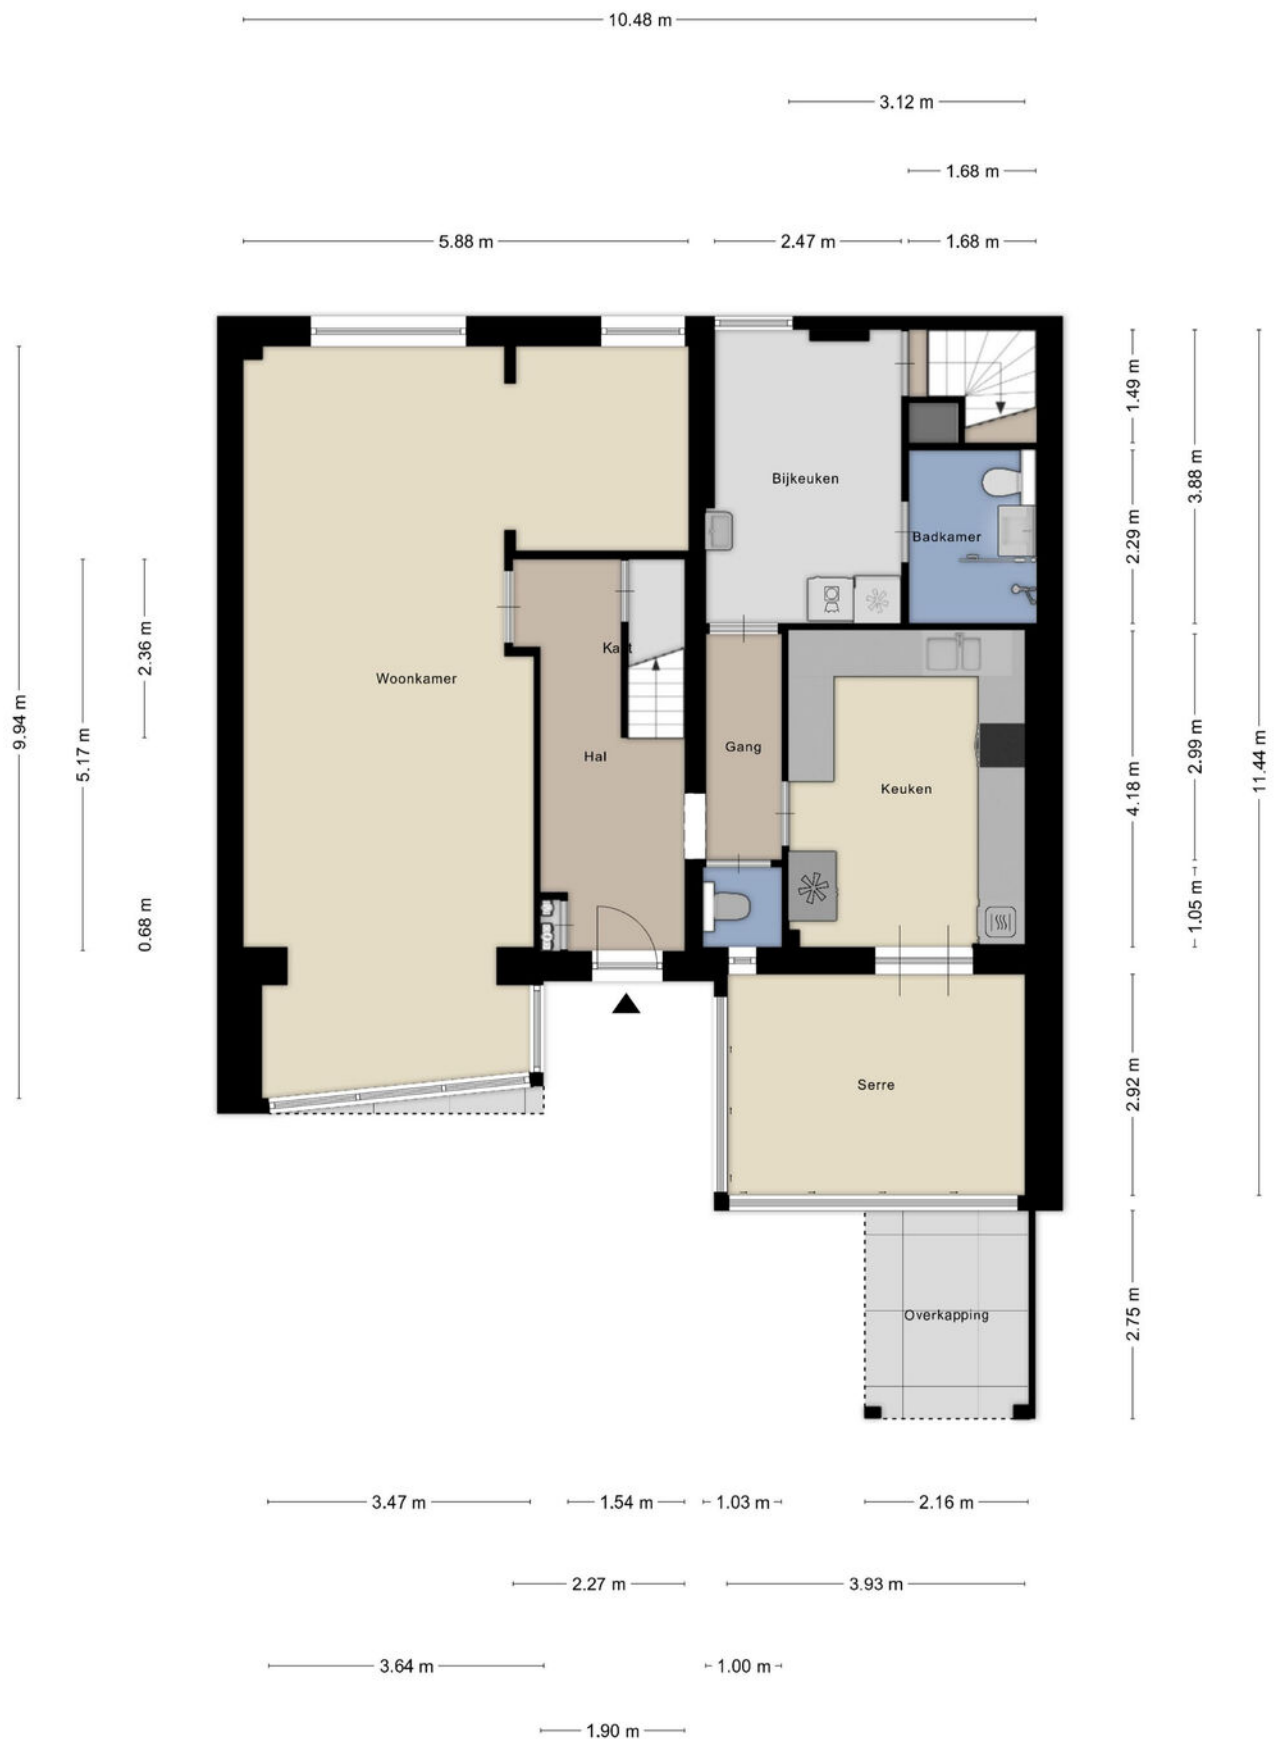 10.48 m
3.12 m
1.68 m
5.88 m
2.47 m
1.68 m
9.94 m
5.17 m
2.36 m
0.68 m
Woonkamer
Hal
Kast
Bijkeuken
Badkamer
Gang
Keuken
Serre
Overkapping
1.49 m
2.29 m
4.18 m
2.92 m
2.75 m
3.88 m
2.99 m
1.05 m
11.44 m
3.47 m
1.54 m
1.03 m
2.16 m
2.27 m
3.93 m
3.64 m
1.00 m
1.90 m